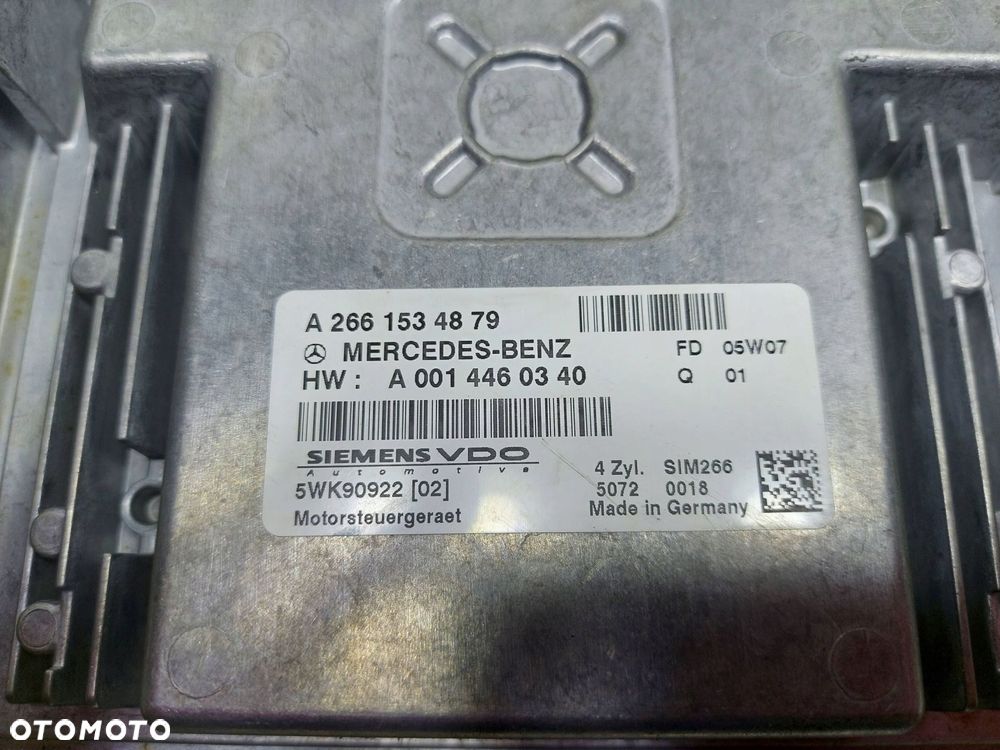 A 266 153 48 79
MERCEDES-BENZ
FD 05W07
HW : A 001 446 03 40
Q 01
SIEMENS VDO
Automotive
4 Zyl. SIM266
5WK90922 [02]
5072 0018
Motorsteuergeraet
Made in Germany
OTOMOTO